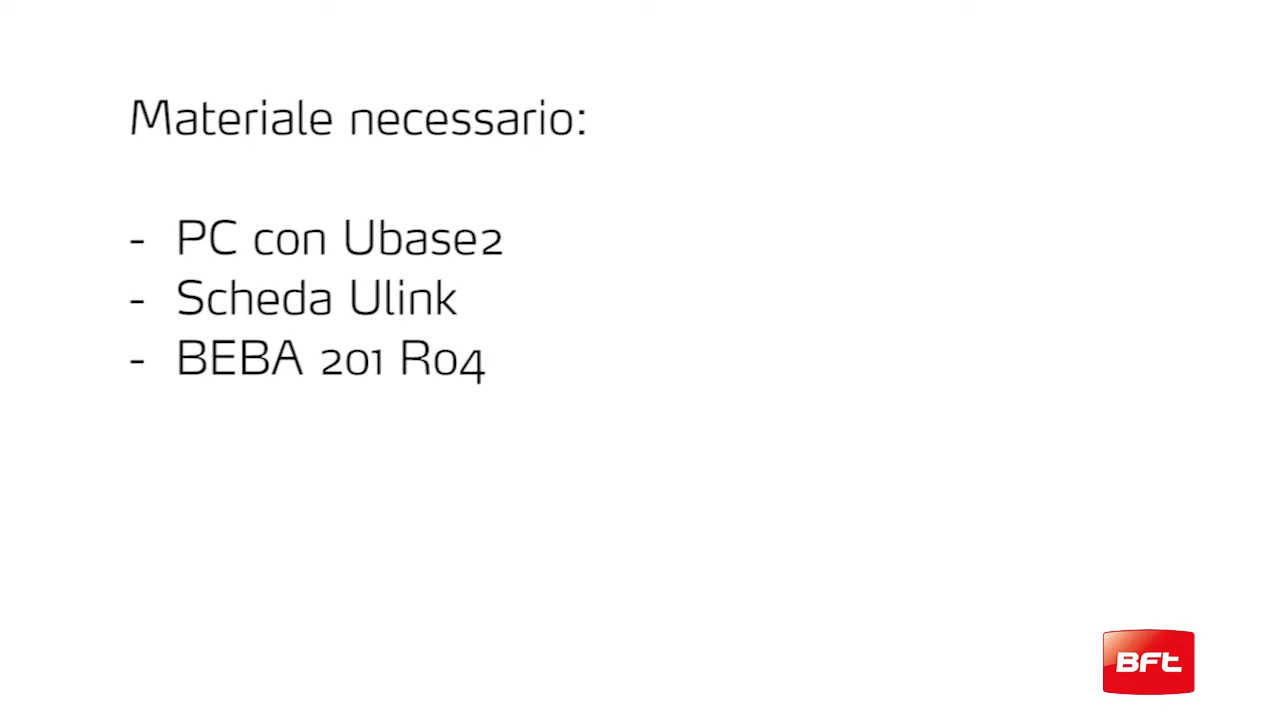 Materiale necessario:
- PC con Ubase2
- Scheda Ulink
- BEBA 201 R04
BFt